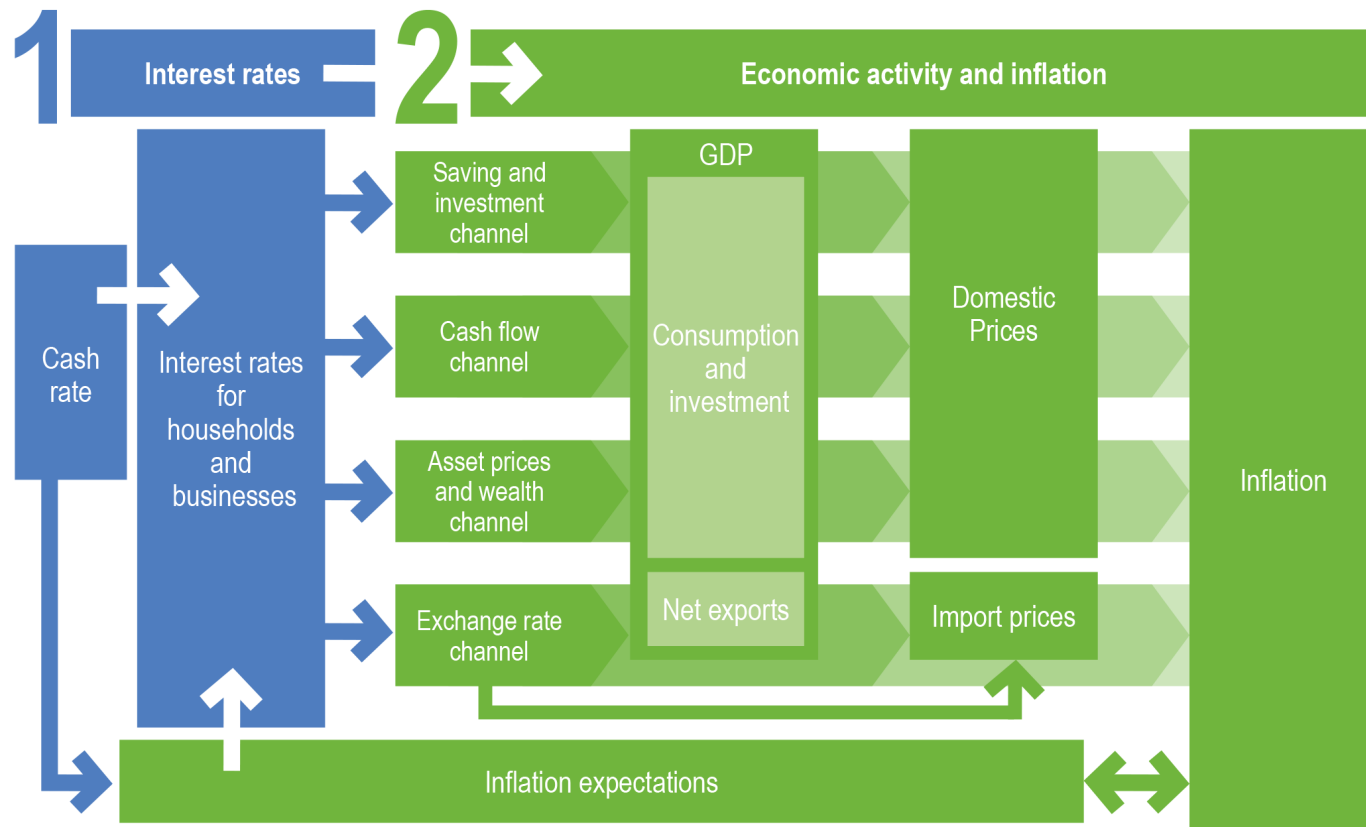 1
Interest rates
2
Economic activity and inflation
Cash
rate
Interest rates
for
households
and
businesses
Saving and
investment
channel
Cash flow
channel
Asset prices
and wealth
channel
Exchange rate
channel
GDP
Consumption
and
investment
Net exports
Domestic
Prices
Import prices
Inflation
Inflation expectations